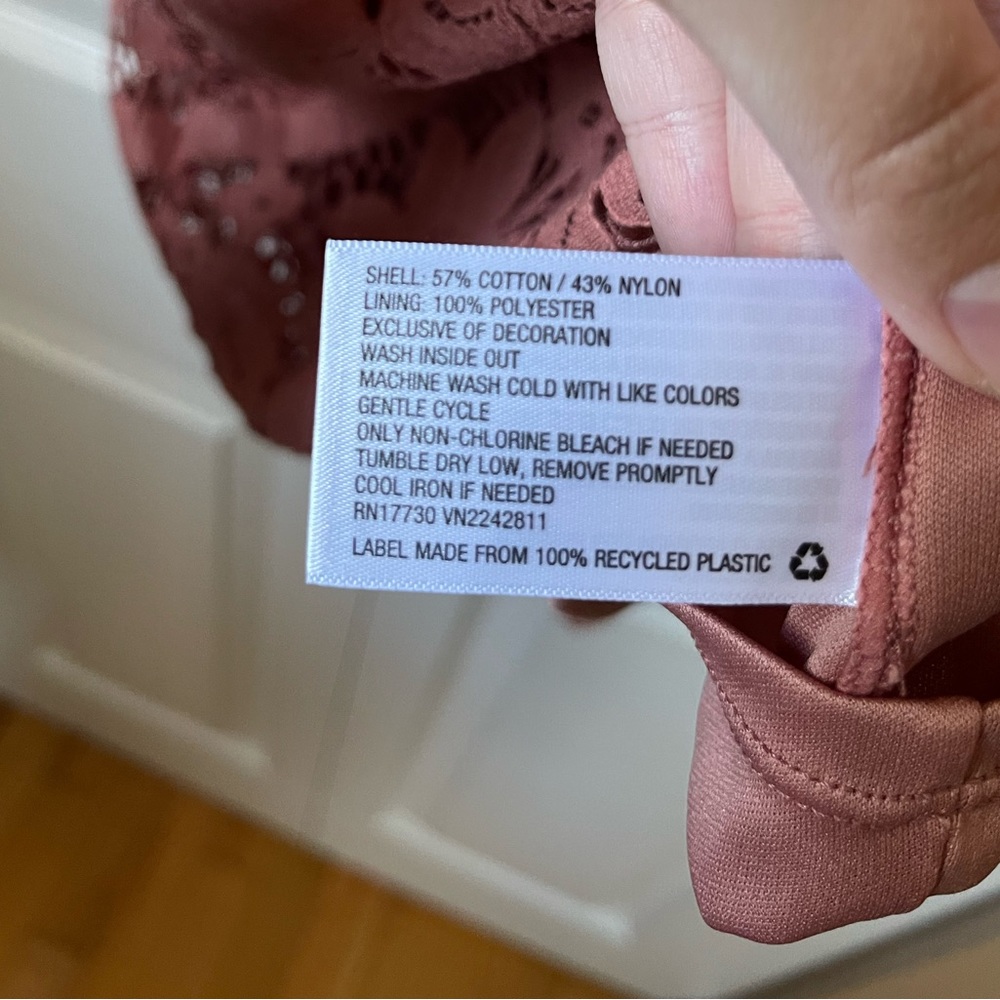 SHELL: 57% COTTON / 43% NYLON
LINING: 100% POLYESTER
EXCLUSIVE OF DECORATION
WASH INSIDE OUT
MACHINE WASH COLD WITH LIKE COLORS
GENTLE CYCLE
ONLY NON-CHLORINE BLEACH IF NEEDED
TUMBLE DRY LOW, REMOVE PROMPTLY
COOL IRON IF NEEDED
RN17730 VN2242811
LABEL MADE FROM 100% RECYCLED PLASTIC